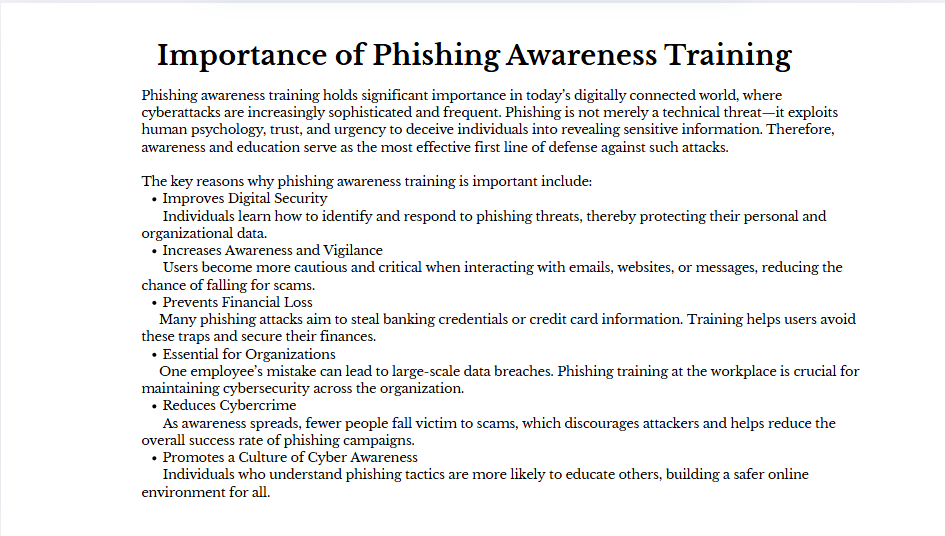 Importance of Phishing Awareness Training
Phishing awareness training holds significant importance in today's digitally connected world, where
cyberattacks are increasingly sophisticated and frequent. Phishing is not merely a technical threat—it exploits
human psychology, trust, and urgency to deceive individuals into revealing sensitive information. Therefore,
awareness and education serve as the most effective first line of defense against such attacks.
The key reasons why phishing awareness training is important include:
• Improves Digital Security
Individuals learn how to identify and respond to phishing threats, thereby protecting their personal and
organizational data.
• Increases Awareness and Vigilance
Users become more cautious and critical when interacting with emails, websites, or messages, reducing the
chance of falling for scams.
• Prevents Financial Loss
Many phishing attacks aim to steal banking credentials or credit card information. Training helps users avoid
these traps and secure their finances.
• Essential for Organizations
One employee's mistake can lead to large-scale data breaches. Phishing training at the workplace is crucial for
maintaining cybersecurity across the organization.
• Reduces Cybercrime
As awareness spreads, fewer people fall victim to scams, which discourages attackers and helps reduce the
overall success rate of phishing campaigns.
• Promotes a Culture of Cyber Awareness
Individuals who understand phishing tactics are more likely to educate others, building a safer online
environment for all.